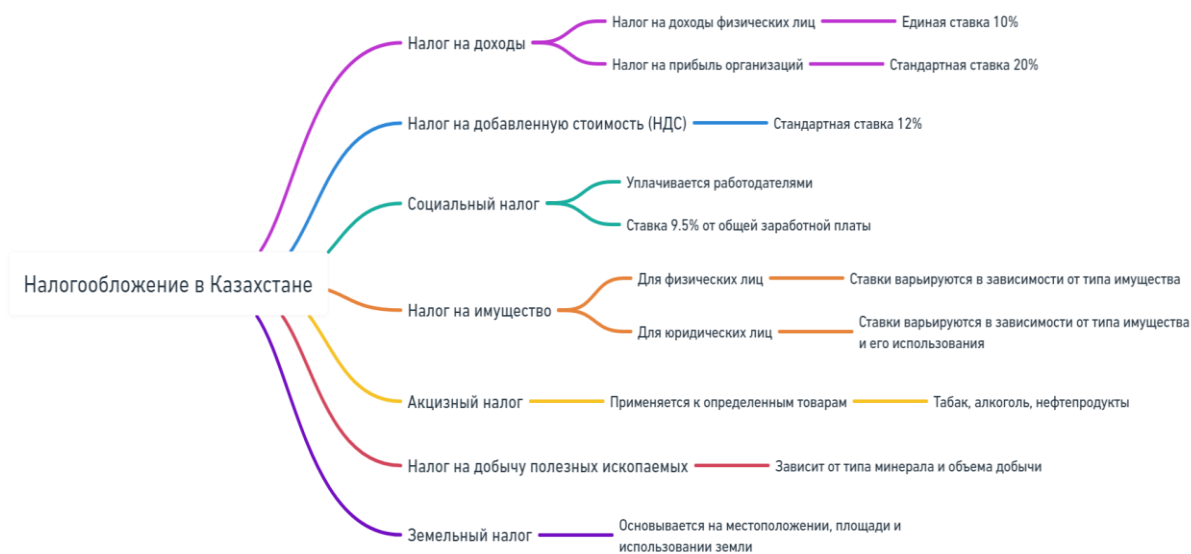 Налогообложение в Казахстане
Налог на доходы
Налог на доходы физических лиц
Единая ставка 10%
Налог на прибыль организаций
Стандартная ставка 20%
Налог на добавленную стоимость (НДС)
Стандартная ставка 12%
Социальный налог
Уплачивается работодателями
Ставка 9.5% от общей заработной платы
Налог на имущество
Для физических лиц
Ставки варьируются в зависимости от типа имущества
Для юридических лиц
Ставки варьируются в зависимости от типа имущества
и его использования
Акцизный налог
Применяется к определенным товарам
Табак, алкоголь, нефтепродукты
Налог на добычу полезных ископаемых
Зависит от типа минерала и объема добычи
Земельный налог
Основывается на местоположении, площади и
использовании земли